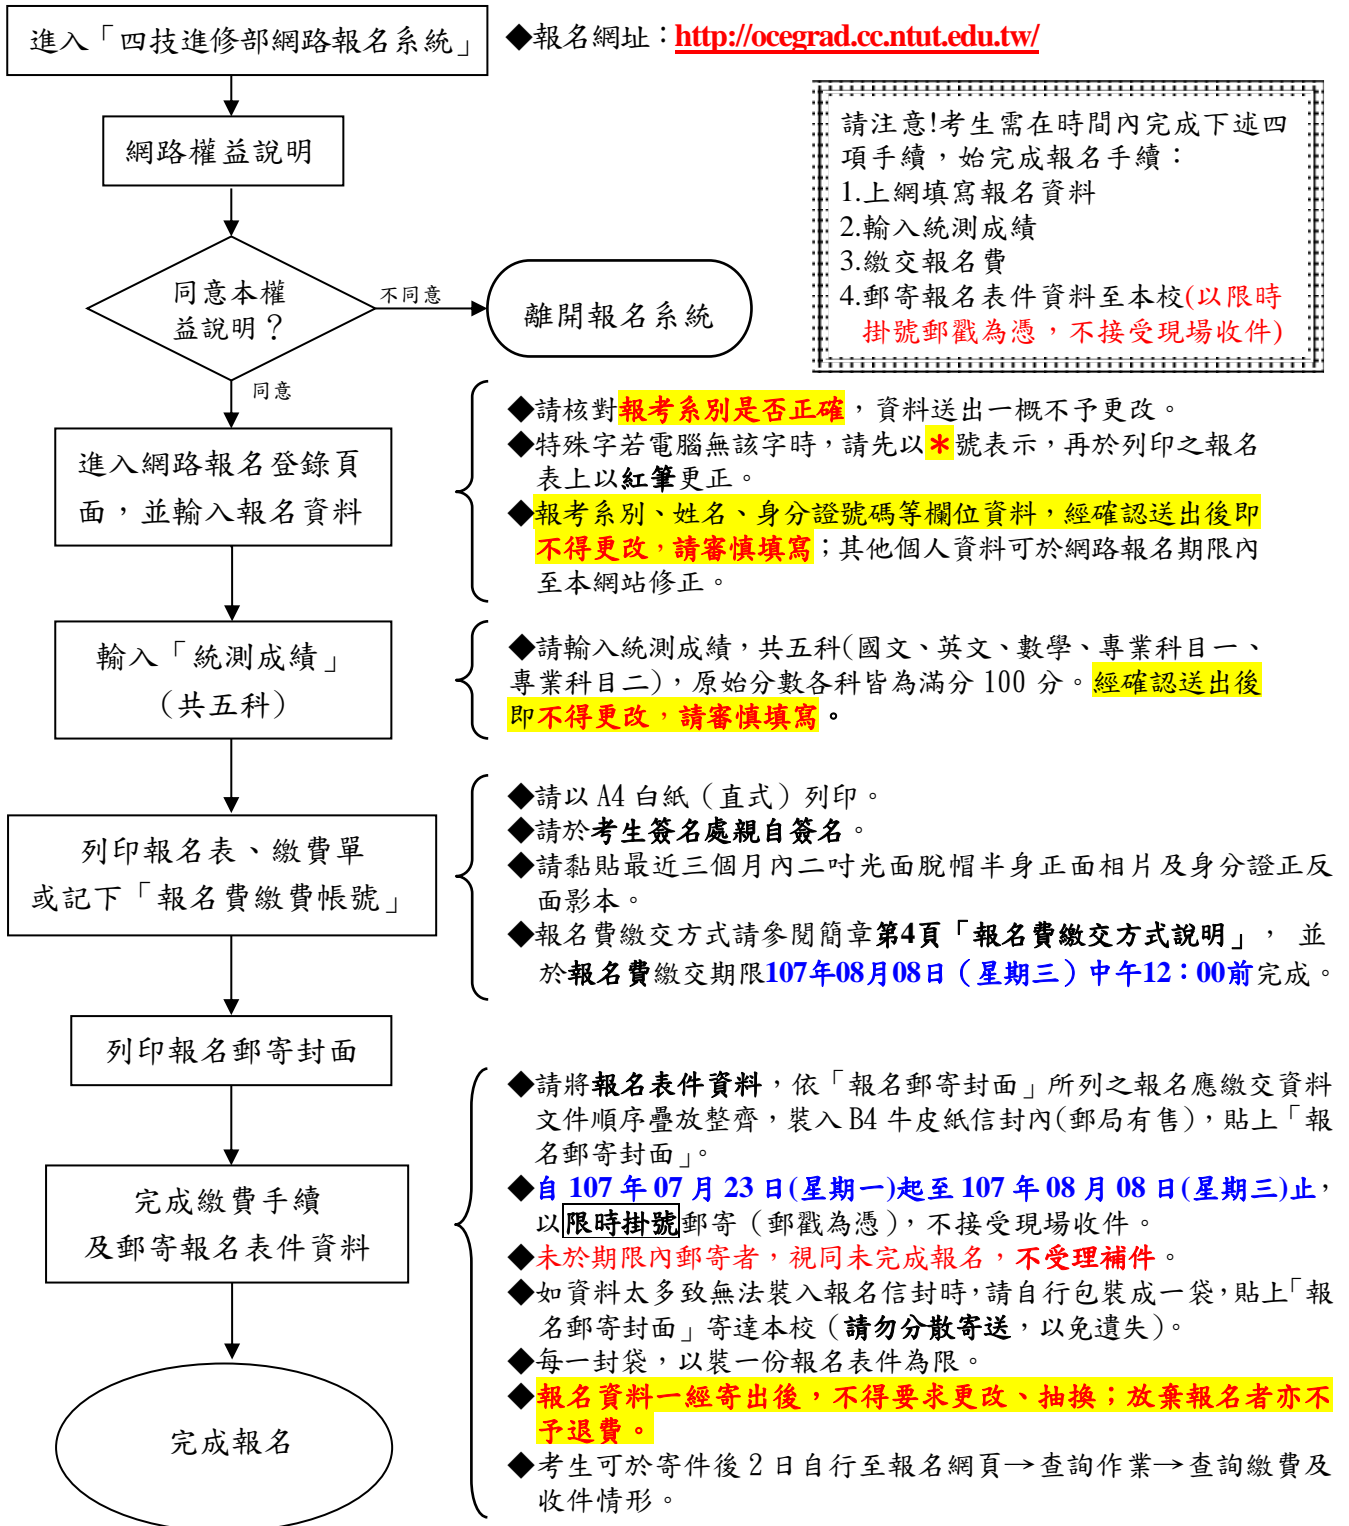 進入「四技進修部網路報名系統」
◆報名網址：http://ocegrad.cc.ntut.edu.tw/
網路權益說明
請注意!考生需在時間內完成下述四
項手續，始完成報名手續：
1.上網填寫報名資料
2.輸入統測成績
3.繳交報名費
4.郵寄報名表件資料至本校(以限時
掛號郵戳為憑，不接受現場收件)
同意本權
益說明？
不同意
離開報名系統
同意
進入網路報名登錄頁
面，並輸入報名資料
◆請核對報考系別是否正確，資料送出一概不予更改。
◆特殊字若電腦無該字時，請先以＊號表示，再於列印之報名
表上以紅筆更正。
◆報考系別、姓名、身分證號碼等欄位資料，經確認送出後即
不得更改，請審慎填寫；其他個人資料可於網路報名期限內
至本網站修正。
輸入「統測成績」
（共五科）
◆請輸入統測成績，共五科(國文、英文、數學、專業科目一、
專業科目二)，原始分數各科皆為滿分 100 分。經確認送出後
即不得更改，請審慎填寫。
列印報名表、繳費單
或記下「報名費繳費帳號」
◆請以 A4 白紙（直式）列印。
◆請於考生簽名處親自簽名。
◆請黏貼最近三個月內二吋光面脫帽半身正面相片及身分證正反
面影本。
◆報名費繳交方式請參閱簡章第4頁「報名費繳交方式說明」， 並
於報名費繳交期限107年08月08日（星期三）中午12：00前完成。
列印報名郵寄封面
完成繳費手續
及郵寄報名表件資料
◆請將報名表件資料，依「報名郵寄封面」所列之報名應繳交資料
文件順序疊放整齊，裝入 B4 牛皮紙信封內(郵局有售)，貼上「報
名郵寄封面」。
◆自 107 年 07 月 23 日(星期一)起至 107 年 08 月 08 日(星期三)止，
以限時掛號郵寄（郵戳為憑），不接受現場收件。
◆未於期限內郵寄者，視同未完成報名，不受理補件。
◆如資料太多致無法裝入報名信封時，請自行包裝成一袋，貼上「報
名郵寄封面」寄達本校（請勿分散寄送，以免遺失）。
◆每一封袋，以裝一份報名表件為限。
◆報名資料一經寄出後，不得要求更改、抽換；放棄報名者亦不
予退費。
◆考生可於寄件後 2 日自行至報名網頁→查詢作業→查詢繳費及
收件情形。
完成報名